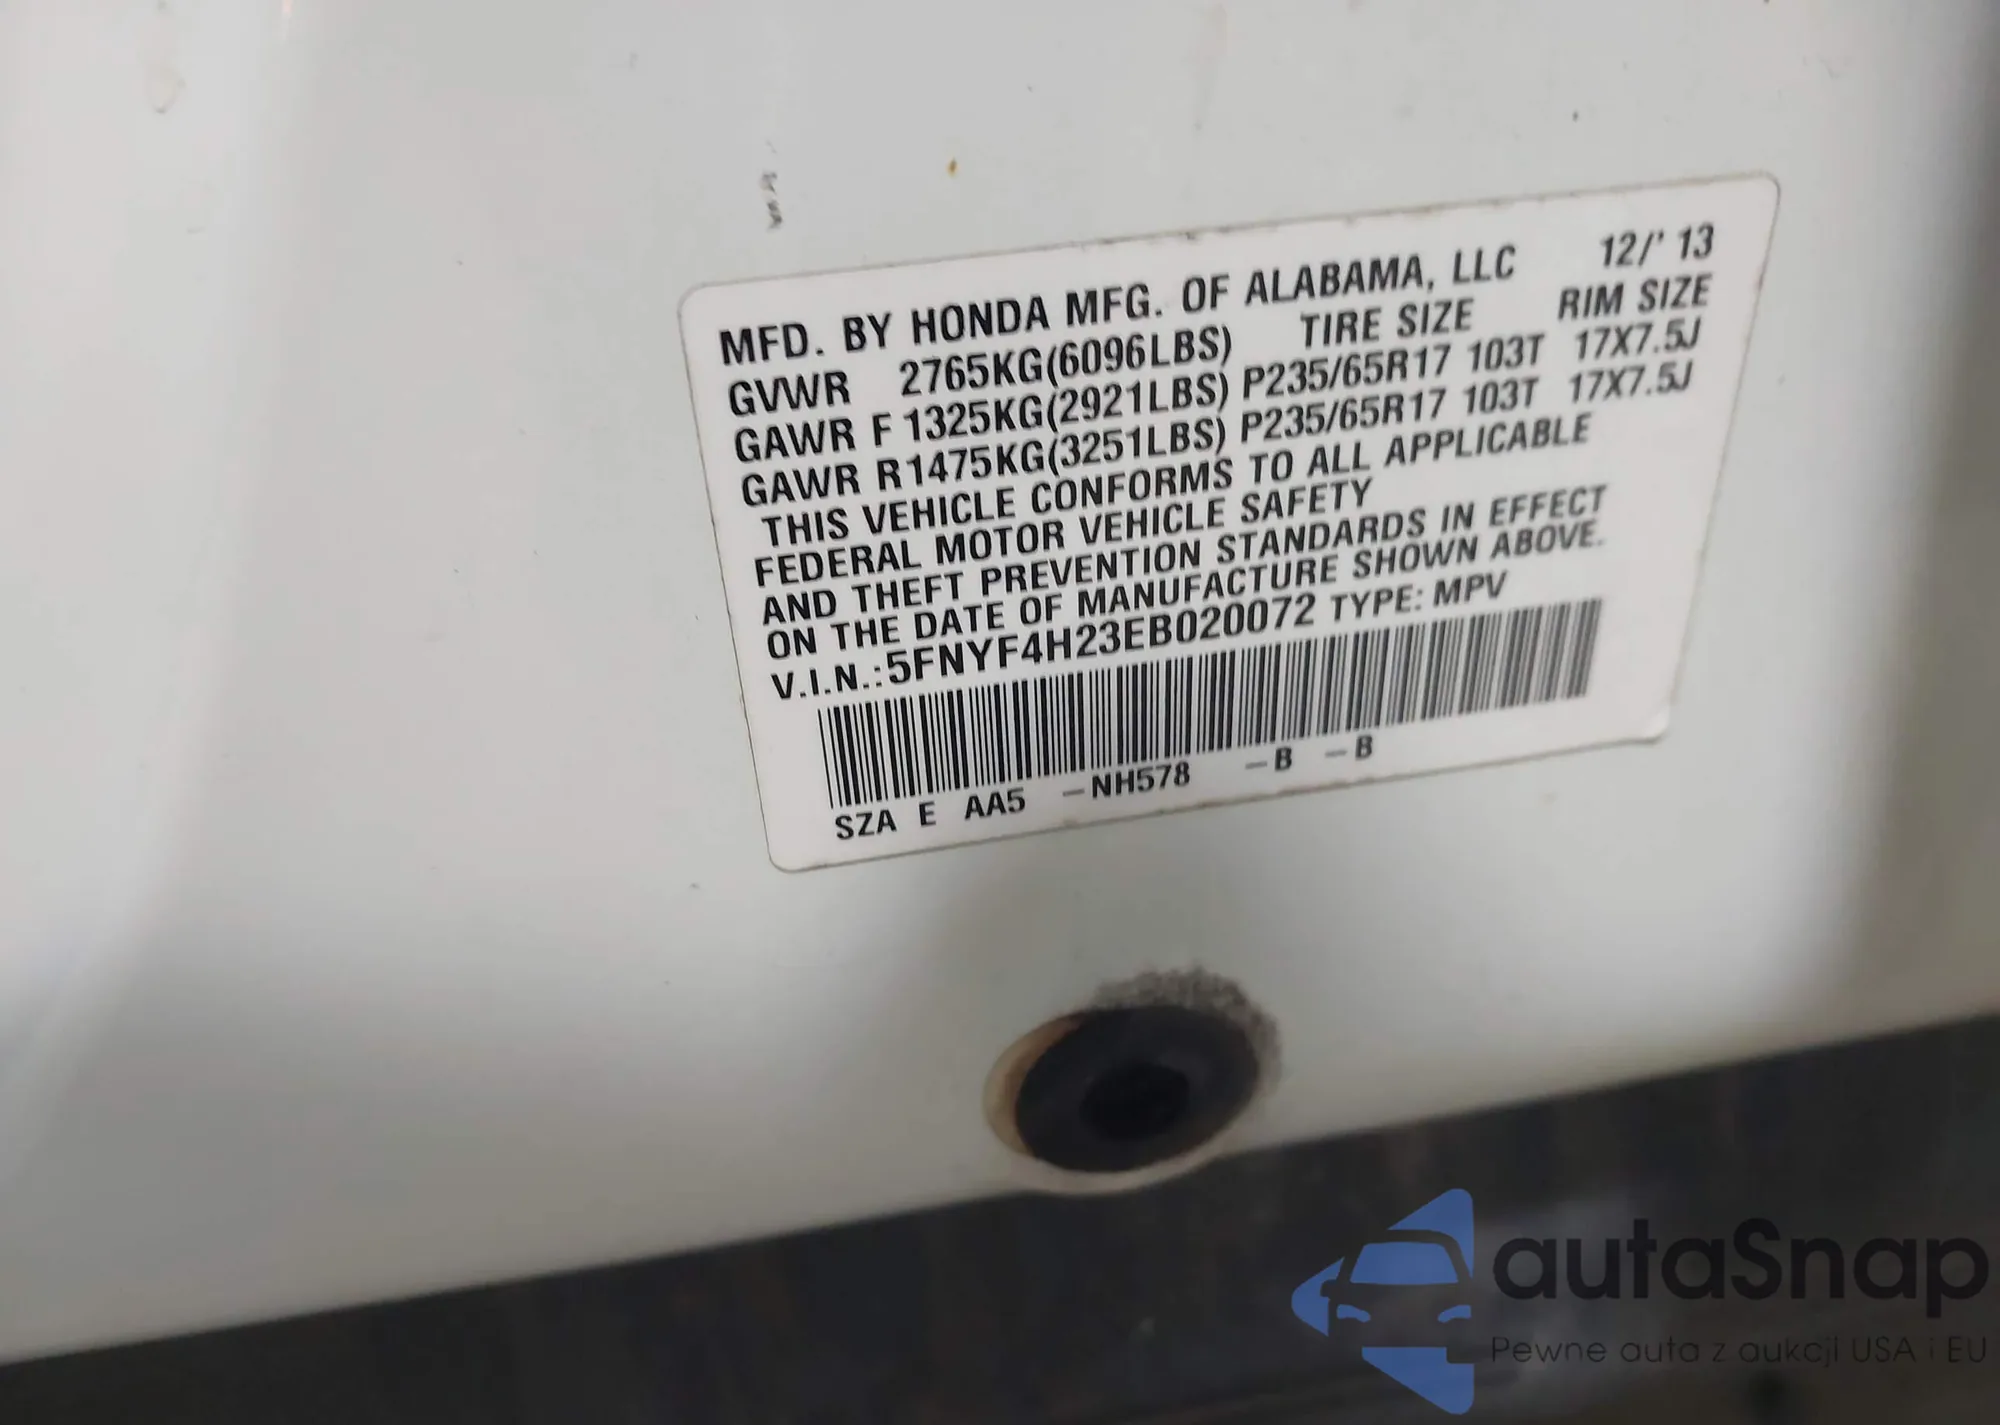 MFD. BY HONDA MFG. OF ALABAMA, LLC 12/' 13
GVWR 2765KG(6096LBS) TIRE SIZE RIM SIZE
GAWR F 1325KG(2921LBS) P235/65R17 103T 17X7.5J
GAWR R1475KG(3251LBS) P235/65R17 103T 17X7.5J
THIS VEHICLE CONFORMS TO ALL APPLICABLE
FEDERAL MOTOR VEHICLE SAFETY
AND THEFT PREVENTION STANDARDS IN EFFECT
ON THE DATE OF MANUFACTURE SHOWN ABOVE.
V.I.N.:5FNYF4H23EB020072 TYPE: MPV
SZA E AA5 -NH578 -B -B
autaSnap
Pewne auta z aukcji USA i EU